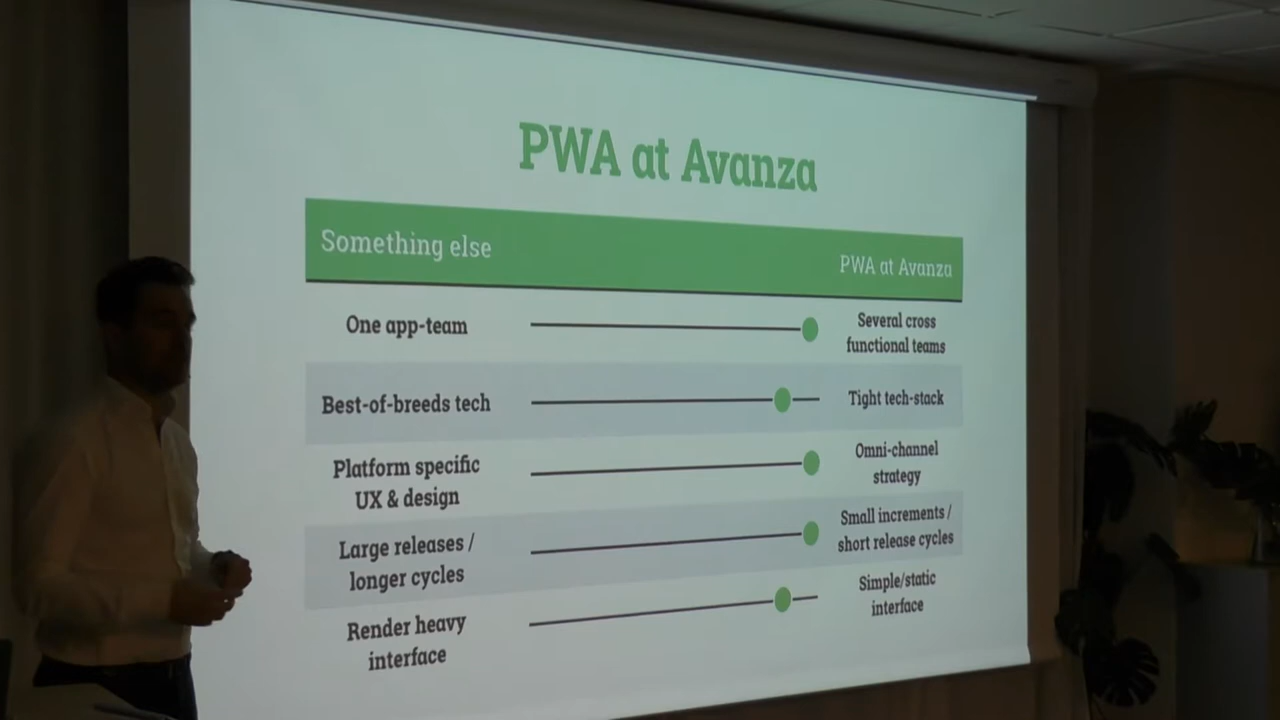 PWA at Avanza
Something else
PWA at Avanza
One app-team
Several cross
functional teams
Best-of-breeds tech
Tight tech-stack
Platform specific
UX & design
Omni-channel
strategy
Large releases /
longer cycles
Small increments /
short release cycles
Render heavy
interface
Simple/static
interface